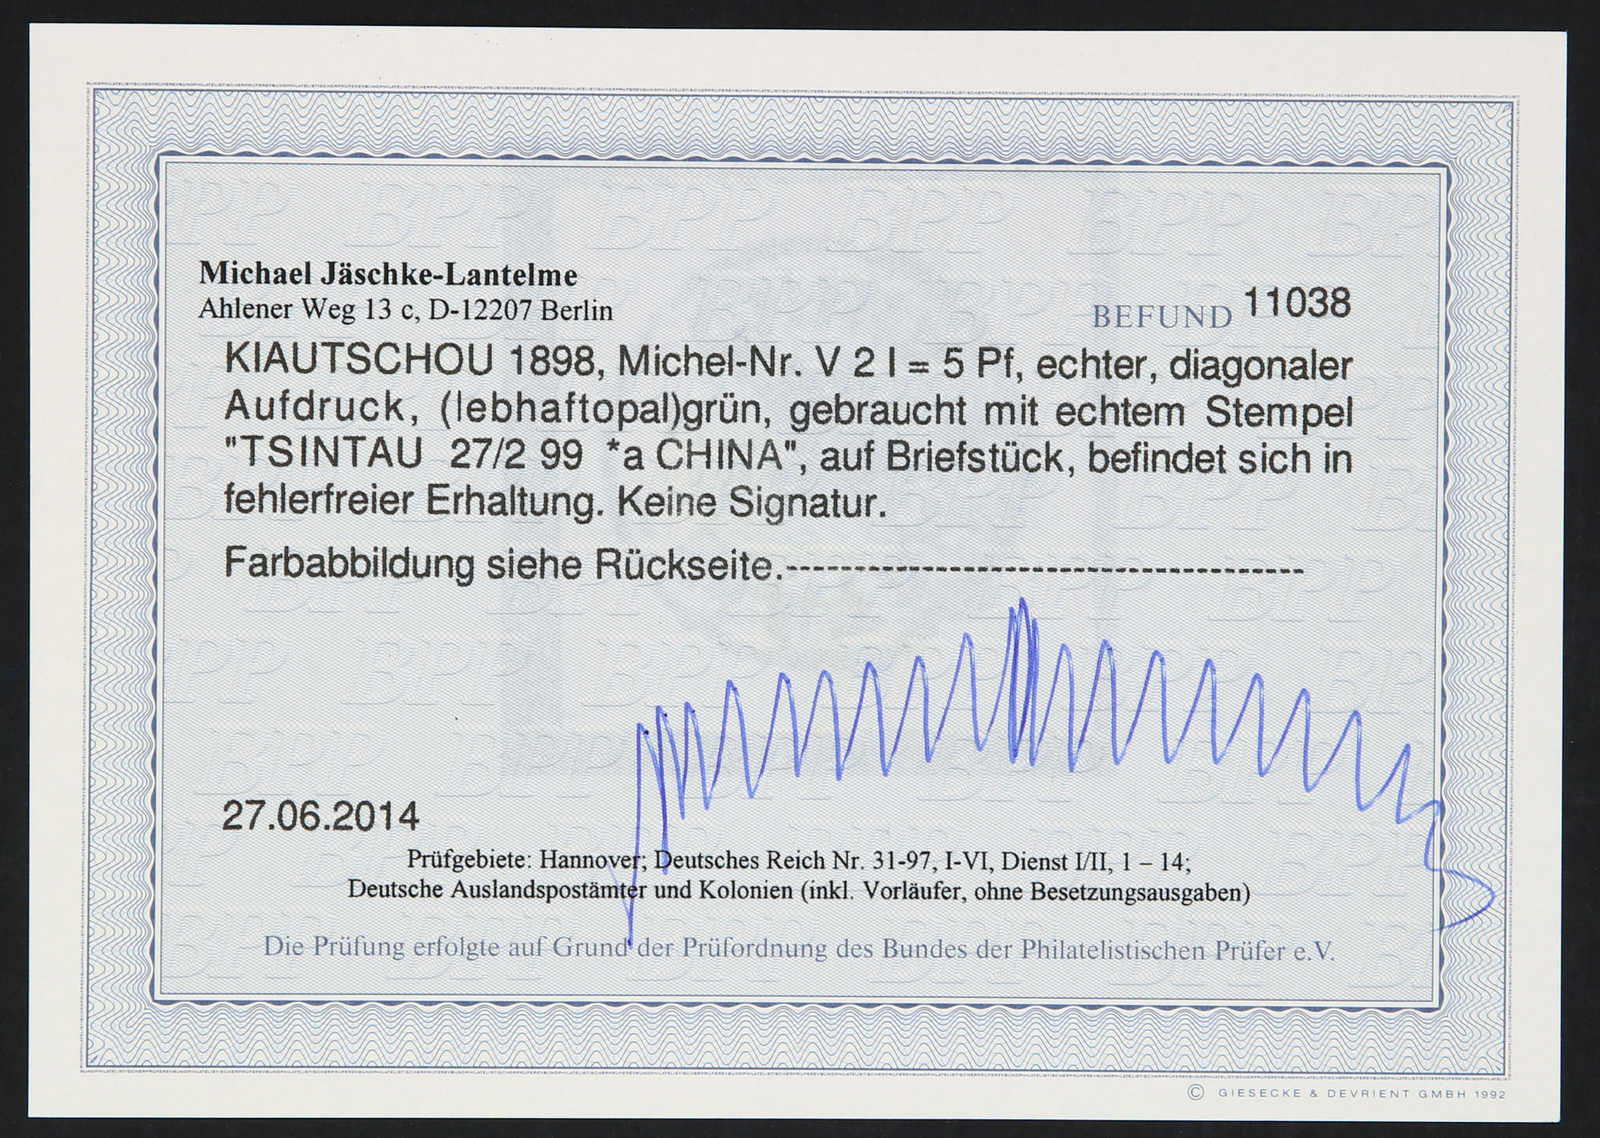 Michael Jäschke-Lantelme
Ahlener Weg 13 c, D-12207 Berlin
BEFUND 11038
KIAUTSCHOU 1898, Michel-Nr. V 2 I = 5 Pf, echter, diagonaler
Aufdruck, (lebhaftopal)grün, gebraucht mit echtem Stempel
"TSINTAU 27/2 99 *a CHINA", auf Briefstück, befindet sich in
fehlerfreier Erhaltung. Keine Signatur.
Farbabbildung siehe Rückseite.---------------------------------------
27.06.2014
Prüfgebiete: Hannover; Deutsches Reich Nr. 31-97, I-VI, Dienst I/II, 1 – 14;
Deutsche Auslandspostämter und Kolonien (inkl. Vorläufer, ohne Besetzungsausgaben)
Die Prüfung erfolgte auf Grund der Prüfordnung des Bundes der Philatelistischen Prüfer e.V.
© GIESECKE & DEVRIENT GMBH 1992